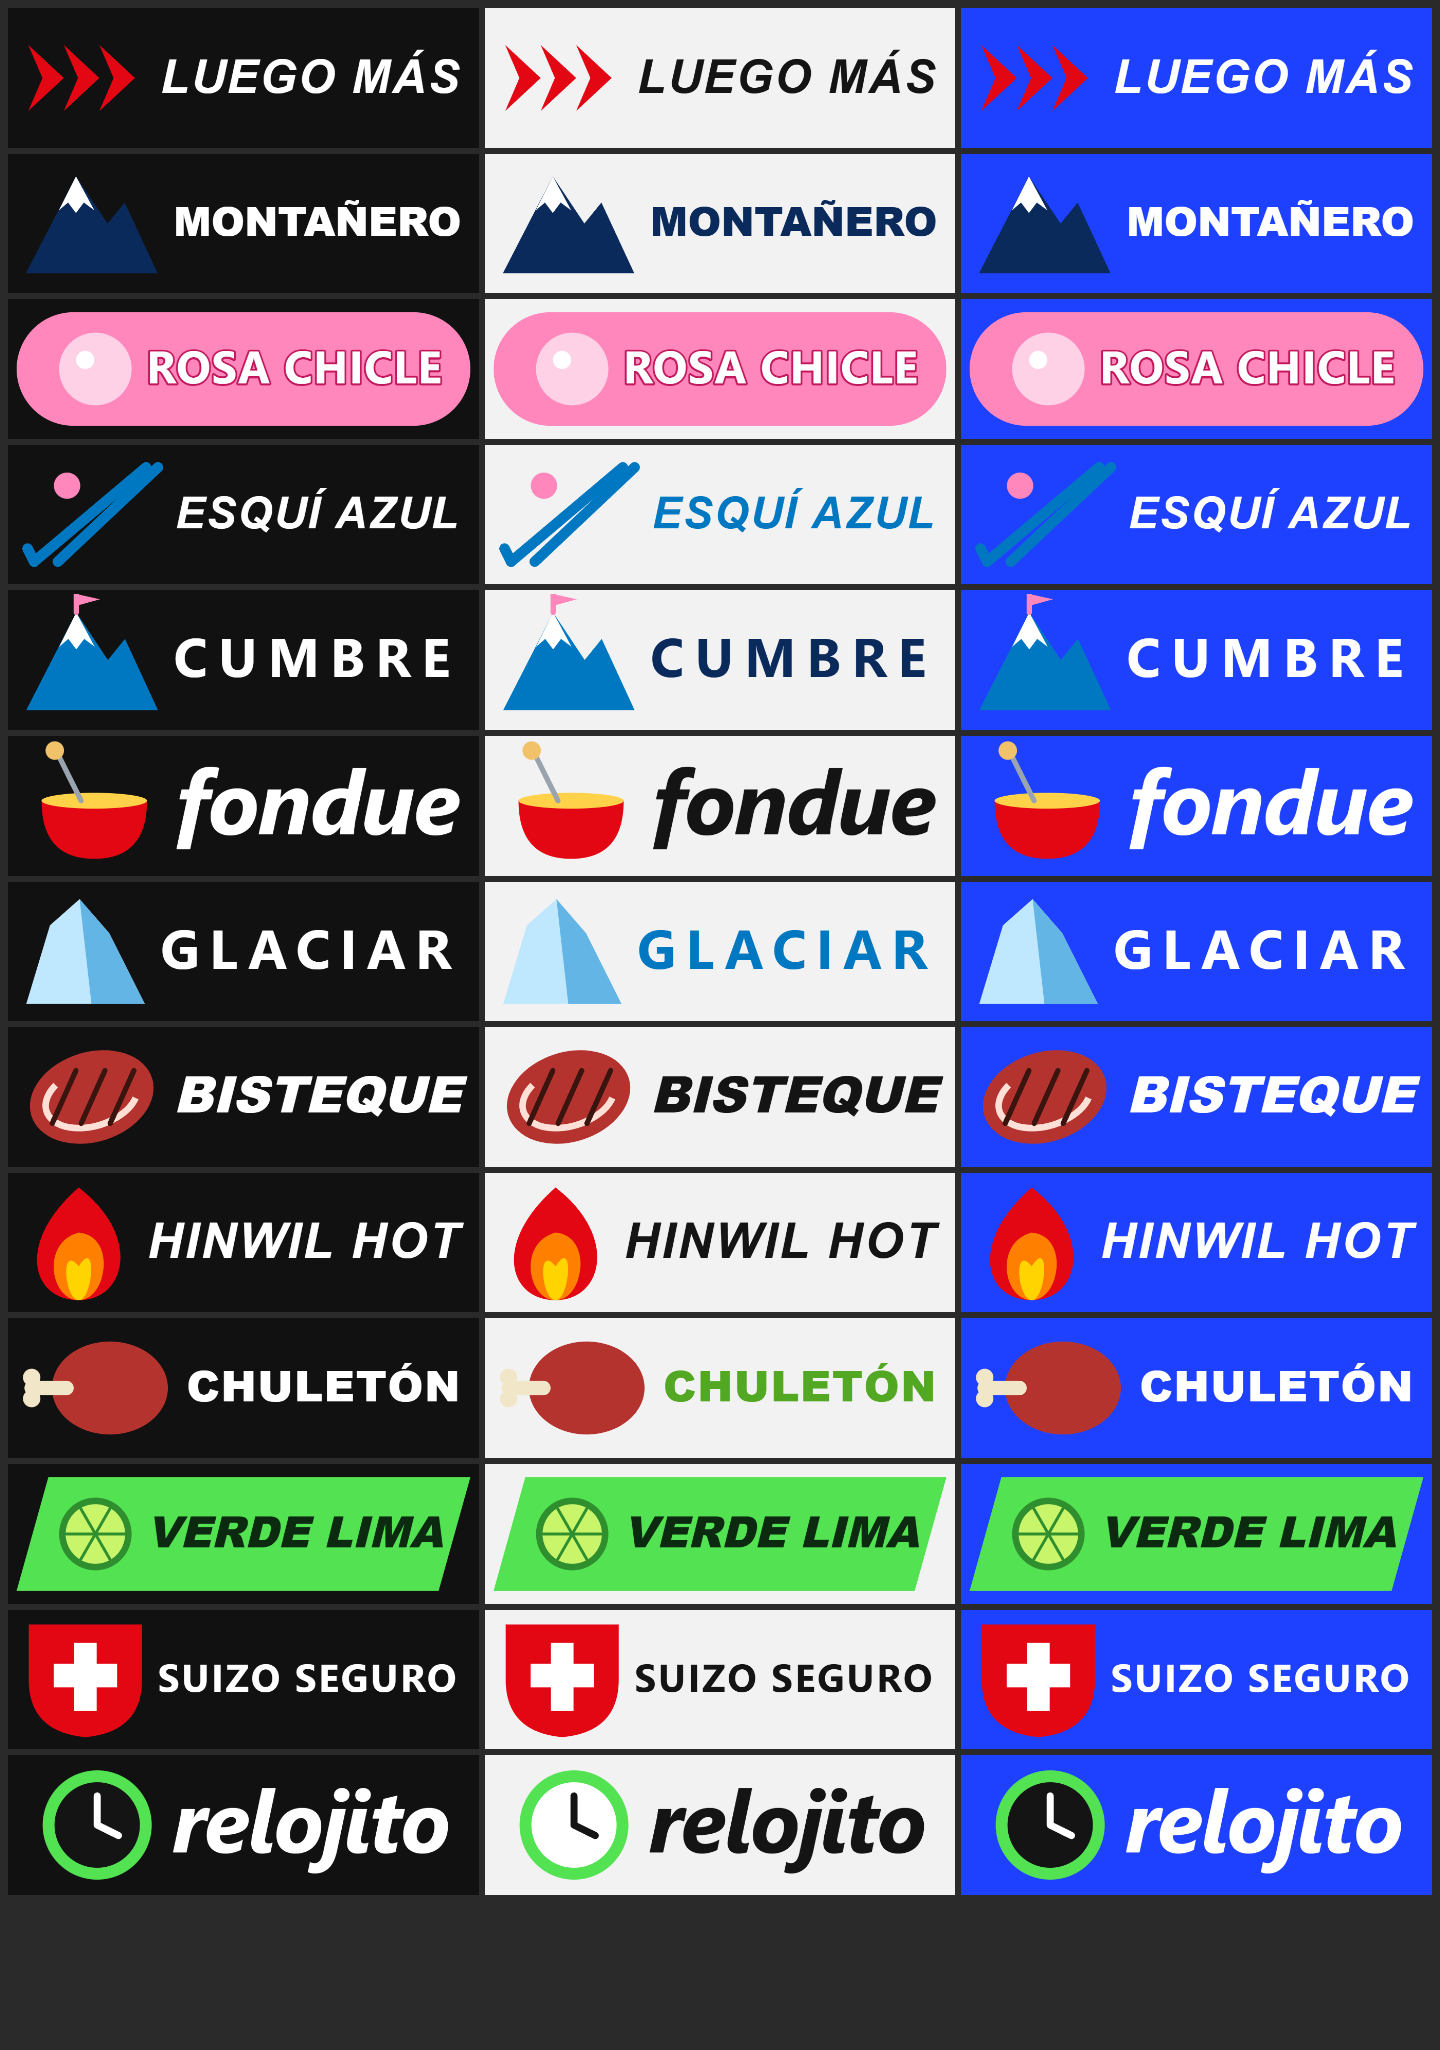 LUEGO MÁS LUEGO MÁS LUEGO MÁS
MONTAÑERO MONTAÑERO MONTAÑERO
ROSA CHICLE ROSA CHICLE ROSA CHICLE
ESQUÍ AZUL ESQUÍ AZUL ESQUÍ AZUL
CUMBRE CUMBRE CUMBRE
fondue fondue fondue
GLACIAR GLACIAR GLACIAR
BISTEQUE BISTEQUE BISTEQUE
HINWIL HOT HINWIL HOT HINWIL HOT
CHULETÓN CHULETÓN CHULETÓN
VERDE LIMA VERDE LIMA VERDE LIMA
SUIZO SEGURO SUIZO SEGURO SUIZO SEGURO
relojito relojito relojito